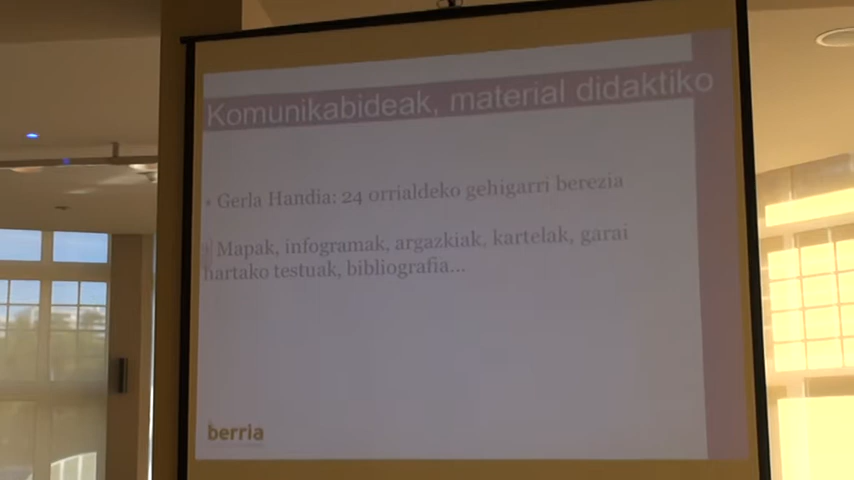 Komunikabideak, material didaktiko
• Gerla Handia: 24 orrialdeko gehigarri berezia
• Mapak, infogramak, argazkiak, kartelak, garai
hartako testuak, bibliografia...
berria